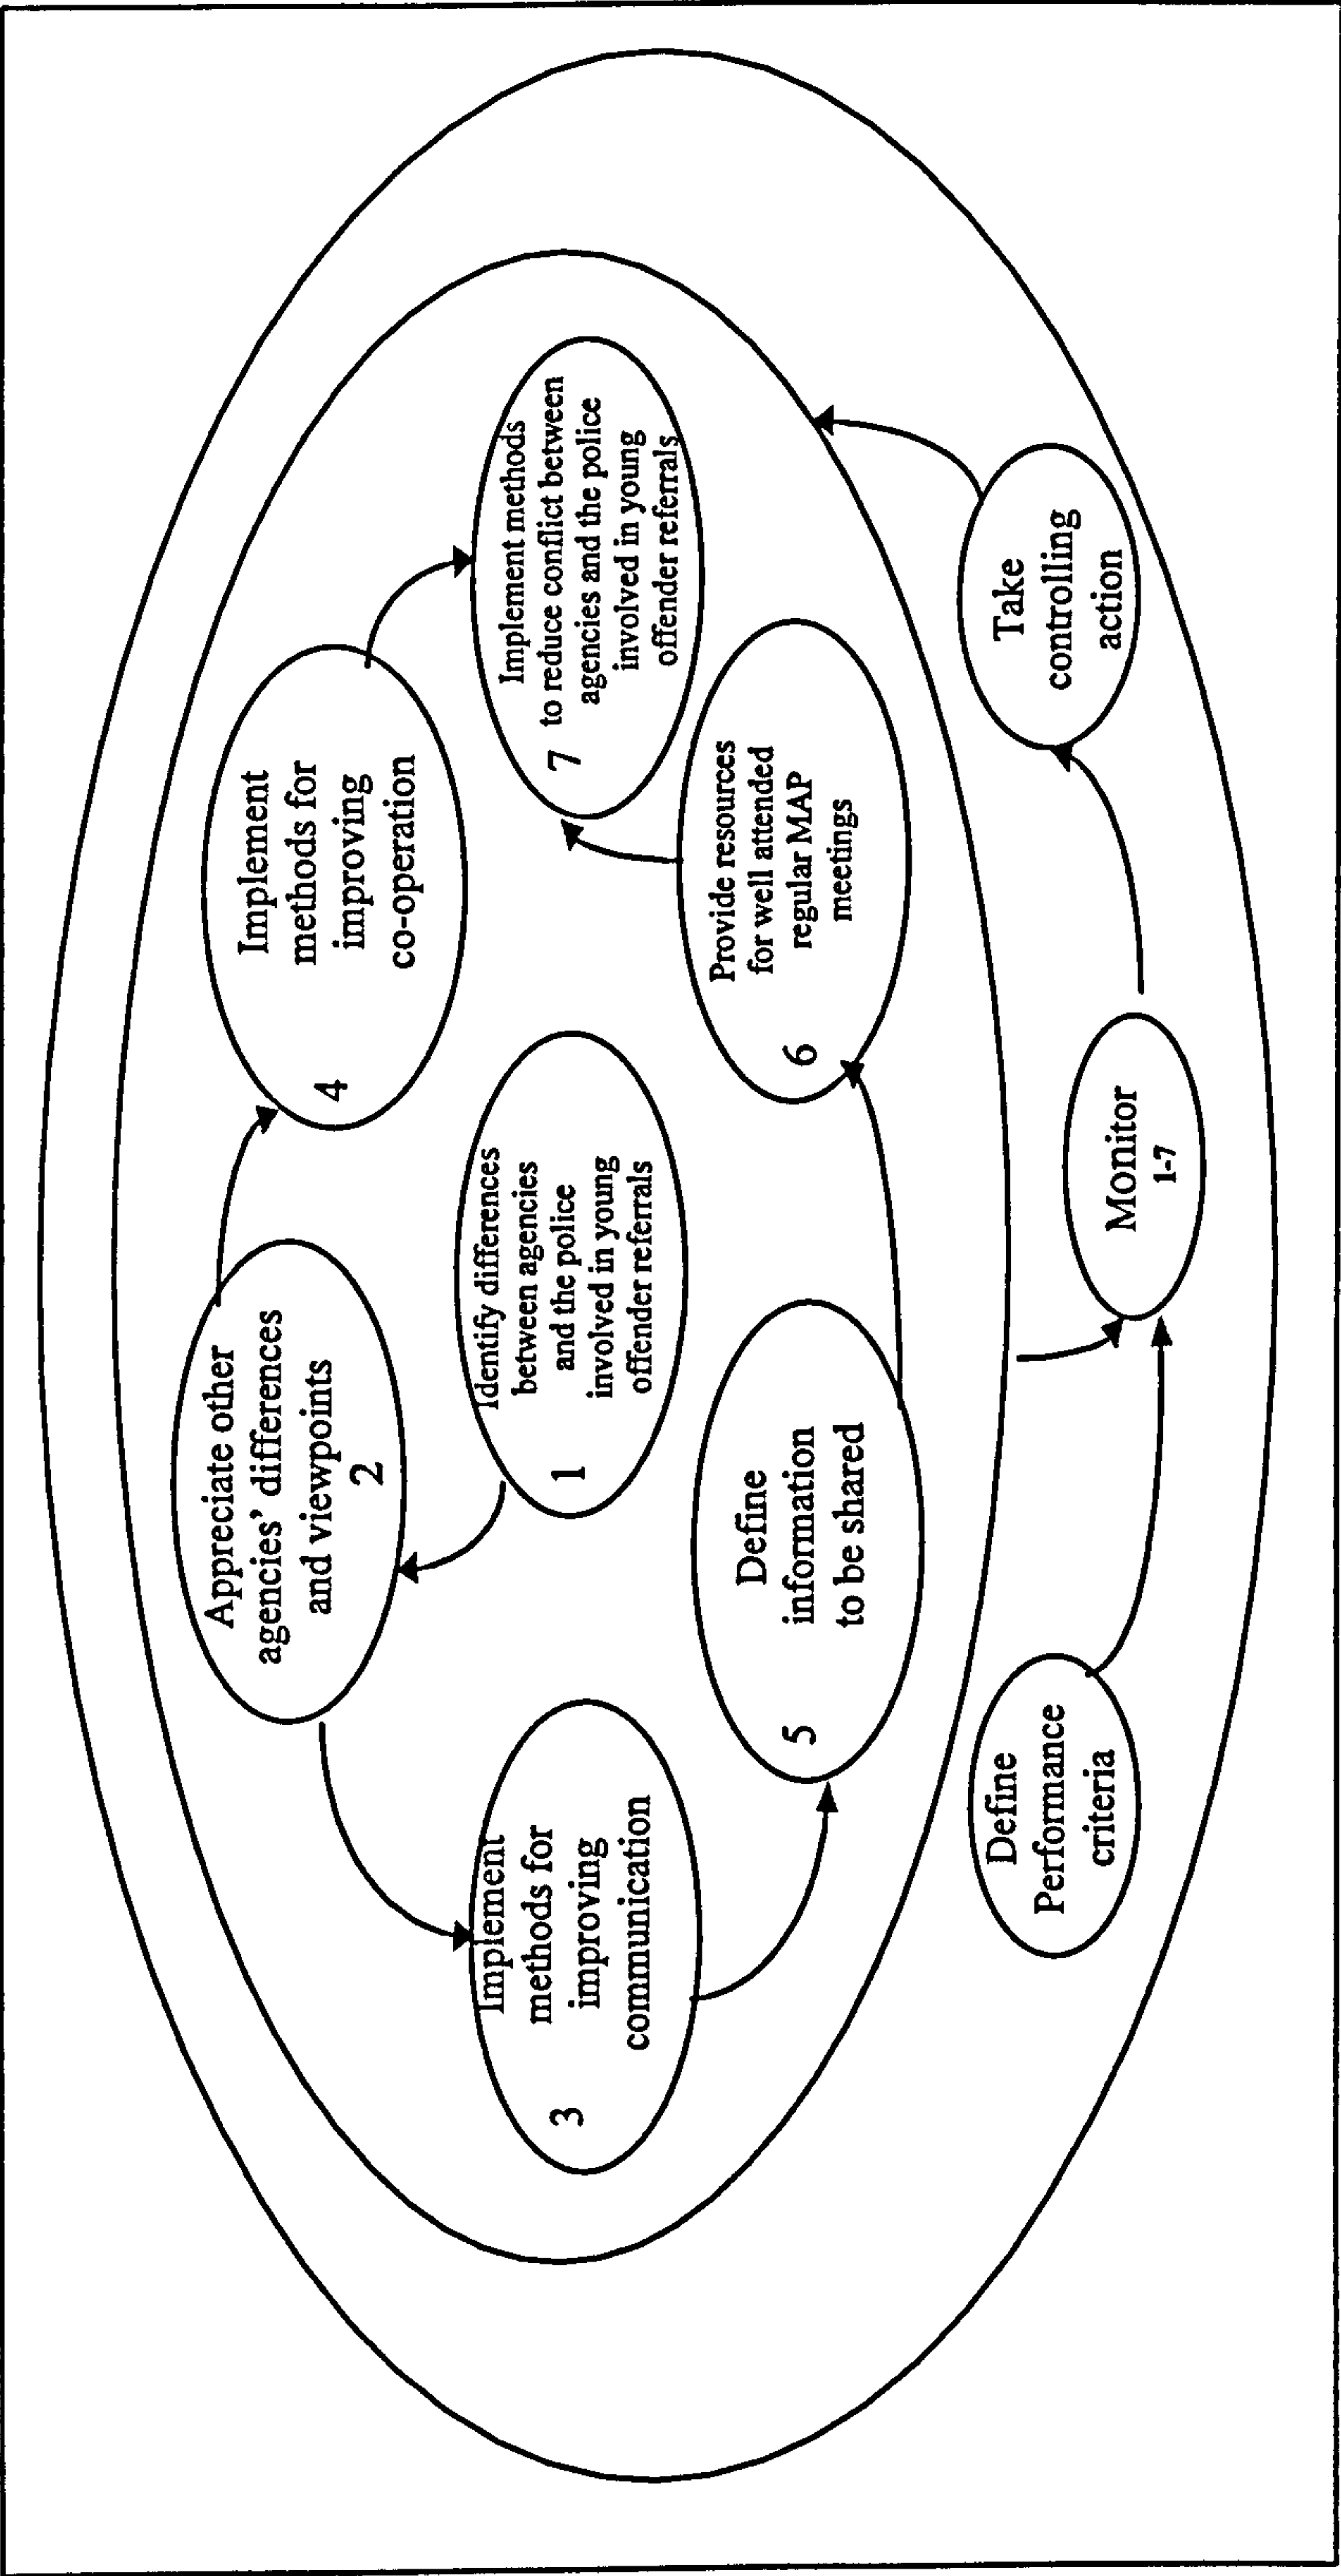 Appreciate other
agencies' differences
and viewpoints
2
Implement
methods for
improving
co-operation
4
Implement
methods for
improving
communication
3
Identify differences
between agencies
and the police
involved in young
offender referrals
1
Implement methods
7 to reduce conflict between
agencies and the police
involved in young
offender referrals
Define
information
to be shared
5
Provide resources
for well attended
regular MAP
meetings
6
Define
Performance
criteria
Monitor
1-7
Take
controlling
action